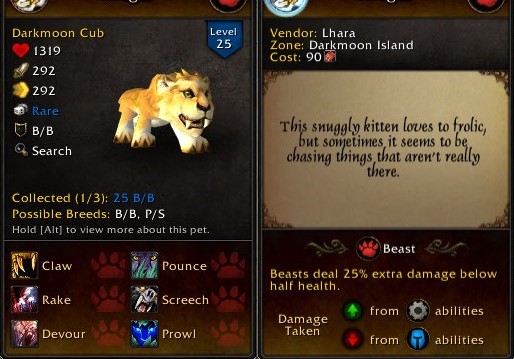 Darkmoon Cub
Level
25
1319
292
292
Rare
B/B
Search
Collected (1/3): 25 B/B
Possible Breeds: B/B, P/S
Hold [Alt] to view more about this pet.
Claw
Pounce
Rake
Screech
Devour
Prowl
Vendor: Lhara
Zone: Darkmoon Island
Cost: 90
This snuggly kitten loves to frolic,
but sometimes it seems to be
chasing things that aren't really
there.
Beast
Beasts deal 25% extra damage below
half health.
Damage
Taken
from abilities
from abilities